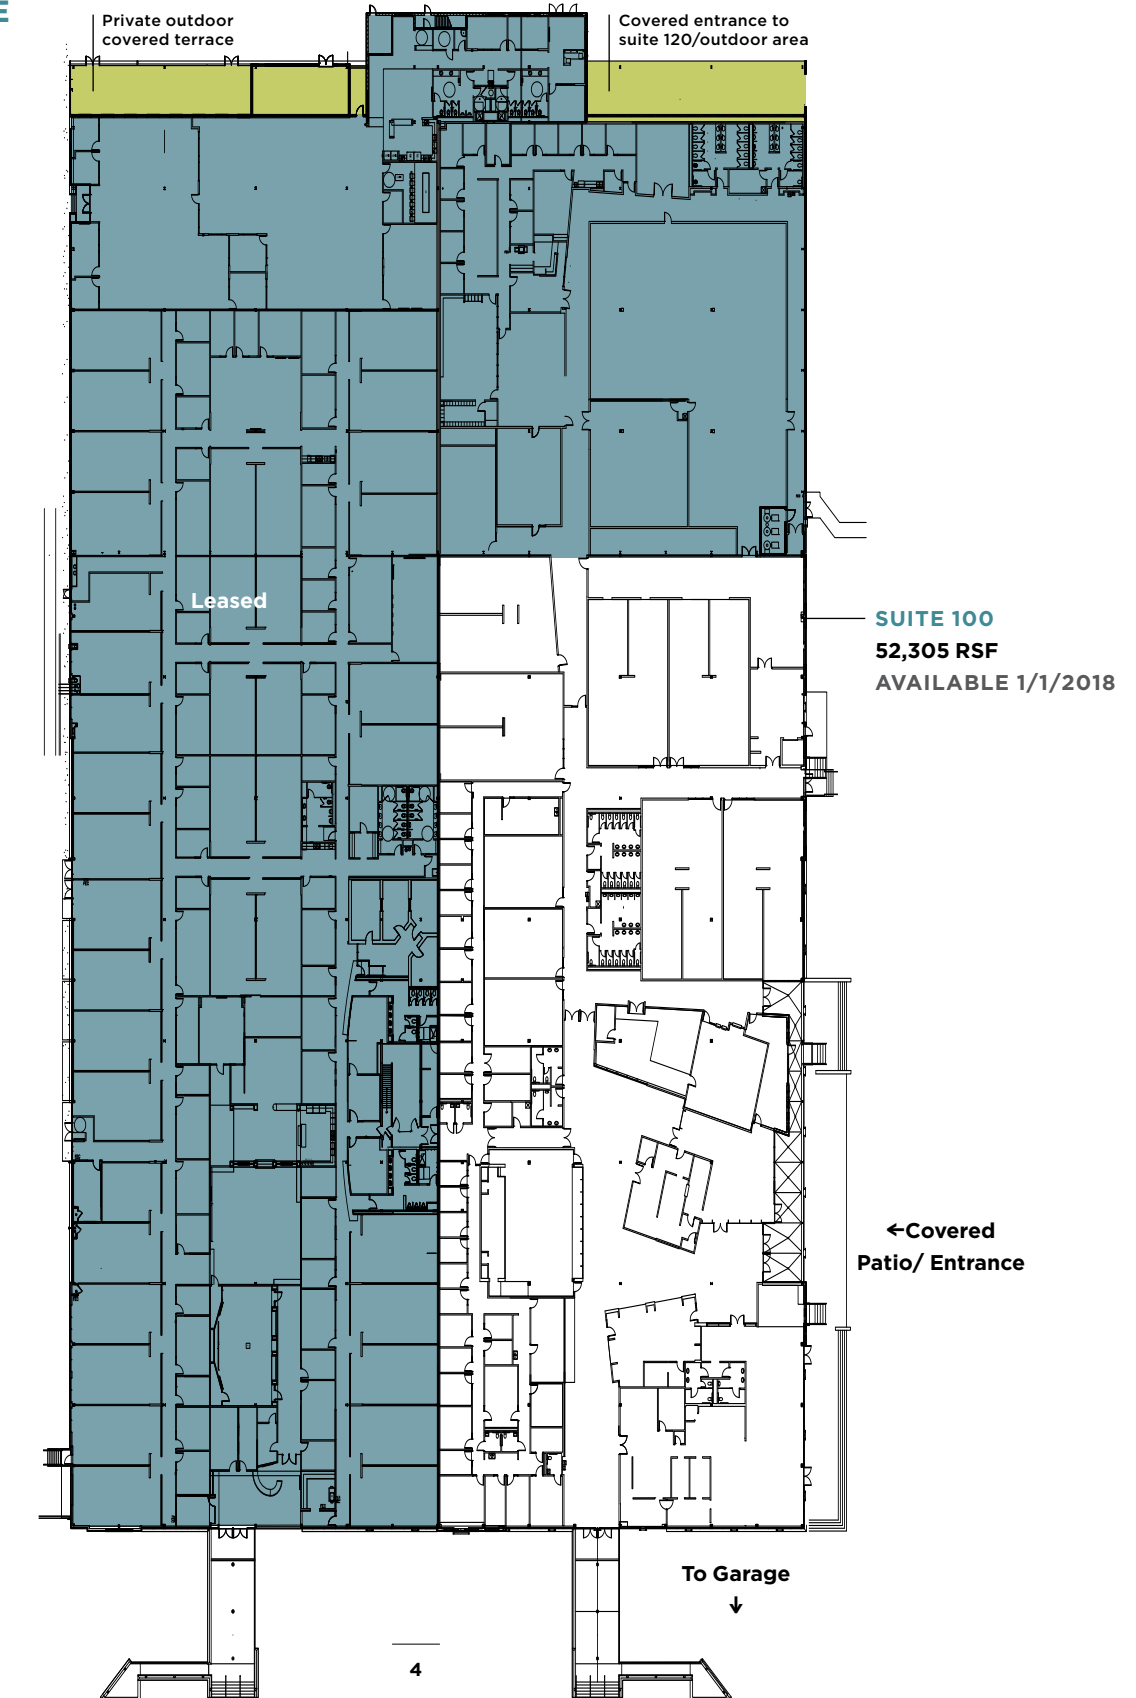 E
Private outdoor
covered terrace
Covered entrance to
suite 120/outdoor area
Leased
SUITE 100
52,305 RSF
AVAILABLE 1/1/2018
←Covered
Patio/ Entrance
To Garage
↓
4